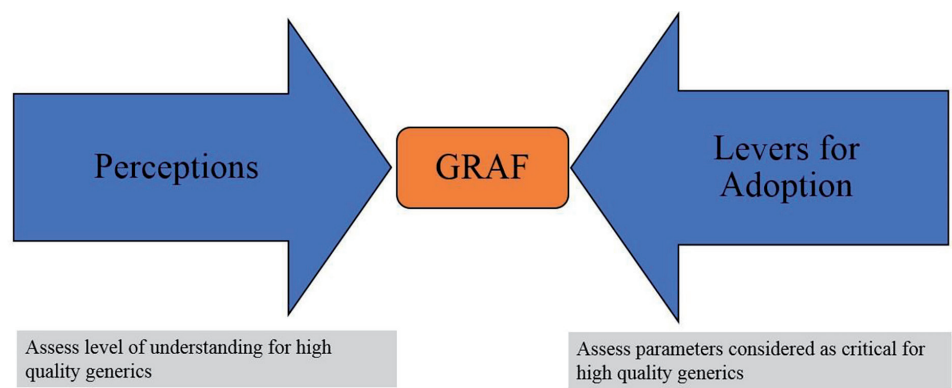 Perceptions
GRAF
Levers for
Adoption
Assess level of understanding for high
quality generics
Assess parameters considered as critical for
high quality generics